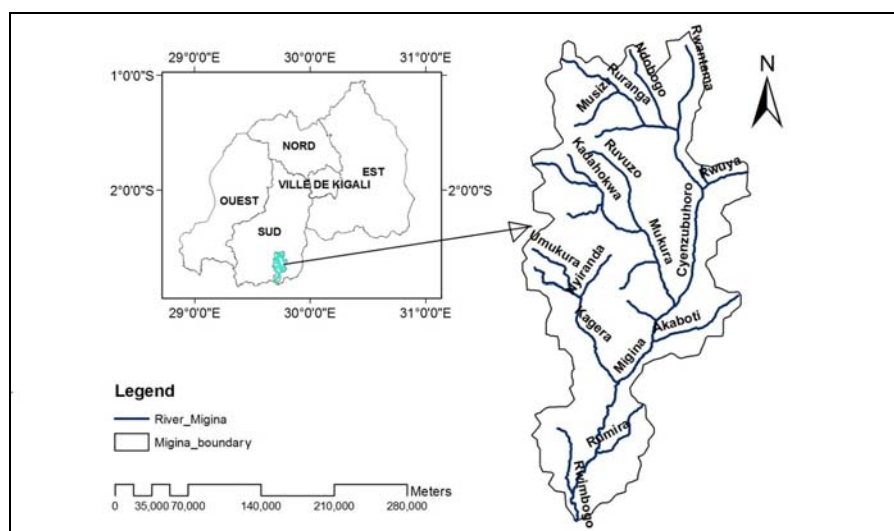 29°0'0"E
30°0'0"E
31°0'0"E
1°0'0"S
2°0'0"S
2°0'0"S
NORD
VILLE DE KIGALI
EST
OUEST
SUD
29°0'0"E
30°0'0"E
31°0'0"E
N
Rwantama
Ndobogo
Ruranga
Musizi
Rwuya
Kadahokwa
Ruvuzo
Mukura
Cyenzubuhoro
Umukura
Nyiranda
Kagera
Akaboti
Migina
Rumira
Rwimbogo
Legend
River_Migina
Migina_boundary
Meters
0 35,000 70,000 140,000 210,000 280,000